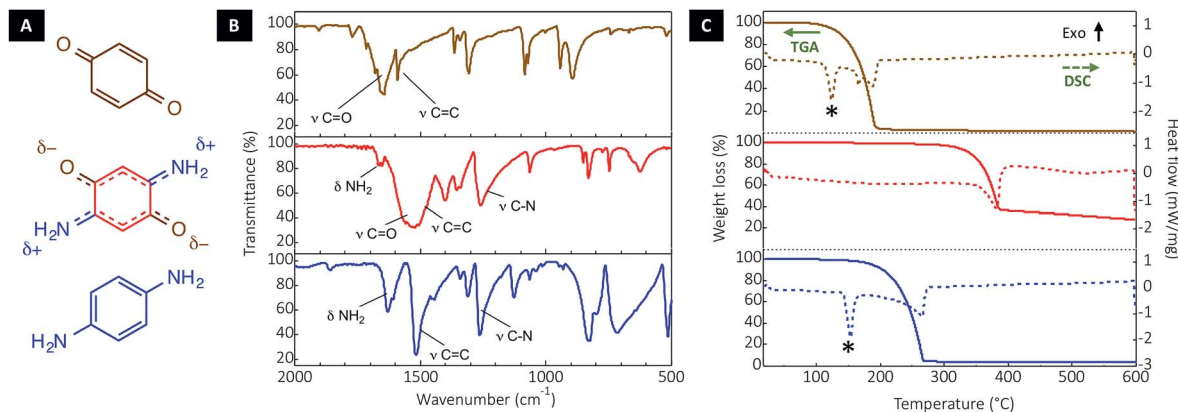 A
O
O
δ−
δ+
O
NH2
H2N
O
δ+
δ−
NH2
H2N
B
Transmittance (%)
100
80
60
40
ν C=O
ν C=C
100
80
60
40
20
δ NH2
ν C=O
ν C=C
ν C-N
100
80
60
40
20
0
δ NH2
ν C=C
ν C-N
2000
1500
1000
500
Wavenumber (cm-1)
C
Weight loss (%)
Heat flow (mW/mg)
100
80
60
40
20
TGA
Exo
DSC
*
1
0
-1
-2
100
80
60
40
20
1
0
-1
-2
100
80
60
40
20
0
*
1
0
-1
-2
-3
100
200
300
400
500
600
Temperature (°C)